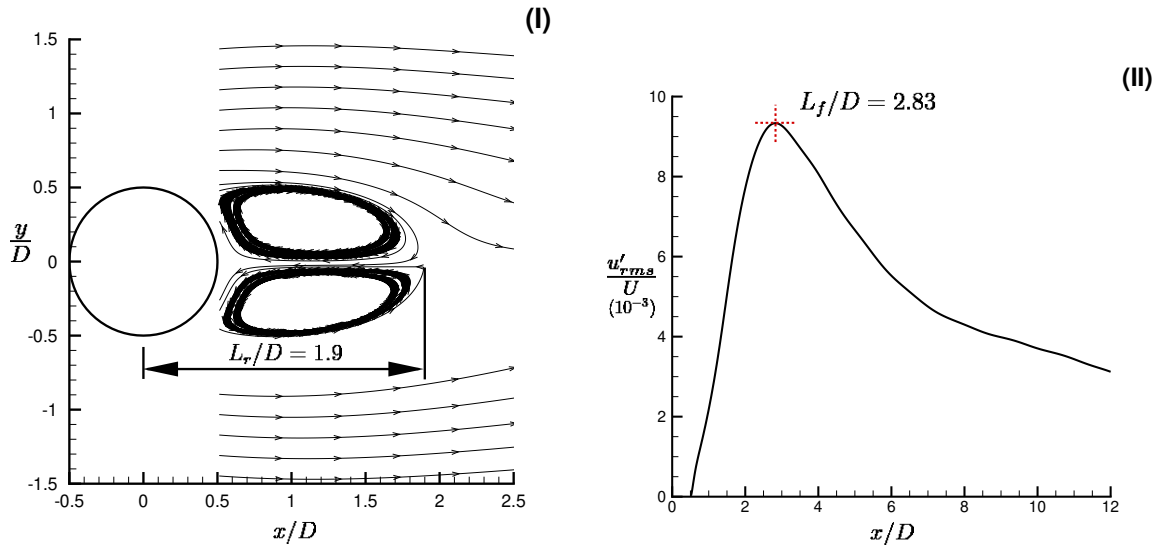 (I)
1.5
1
0.5
0
-0.5
-1
-1.5
y/D
L_r/D = 1.9
-0.5 0 0.5 1 1.5 2 2.5
x/D
(II)
10
8
6
4
2
0
u'_{rms}/U
(10^{-3})
L_f/D = 2.83
0 2 4 6 8 10 12
x/D